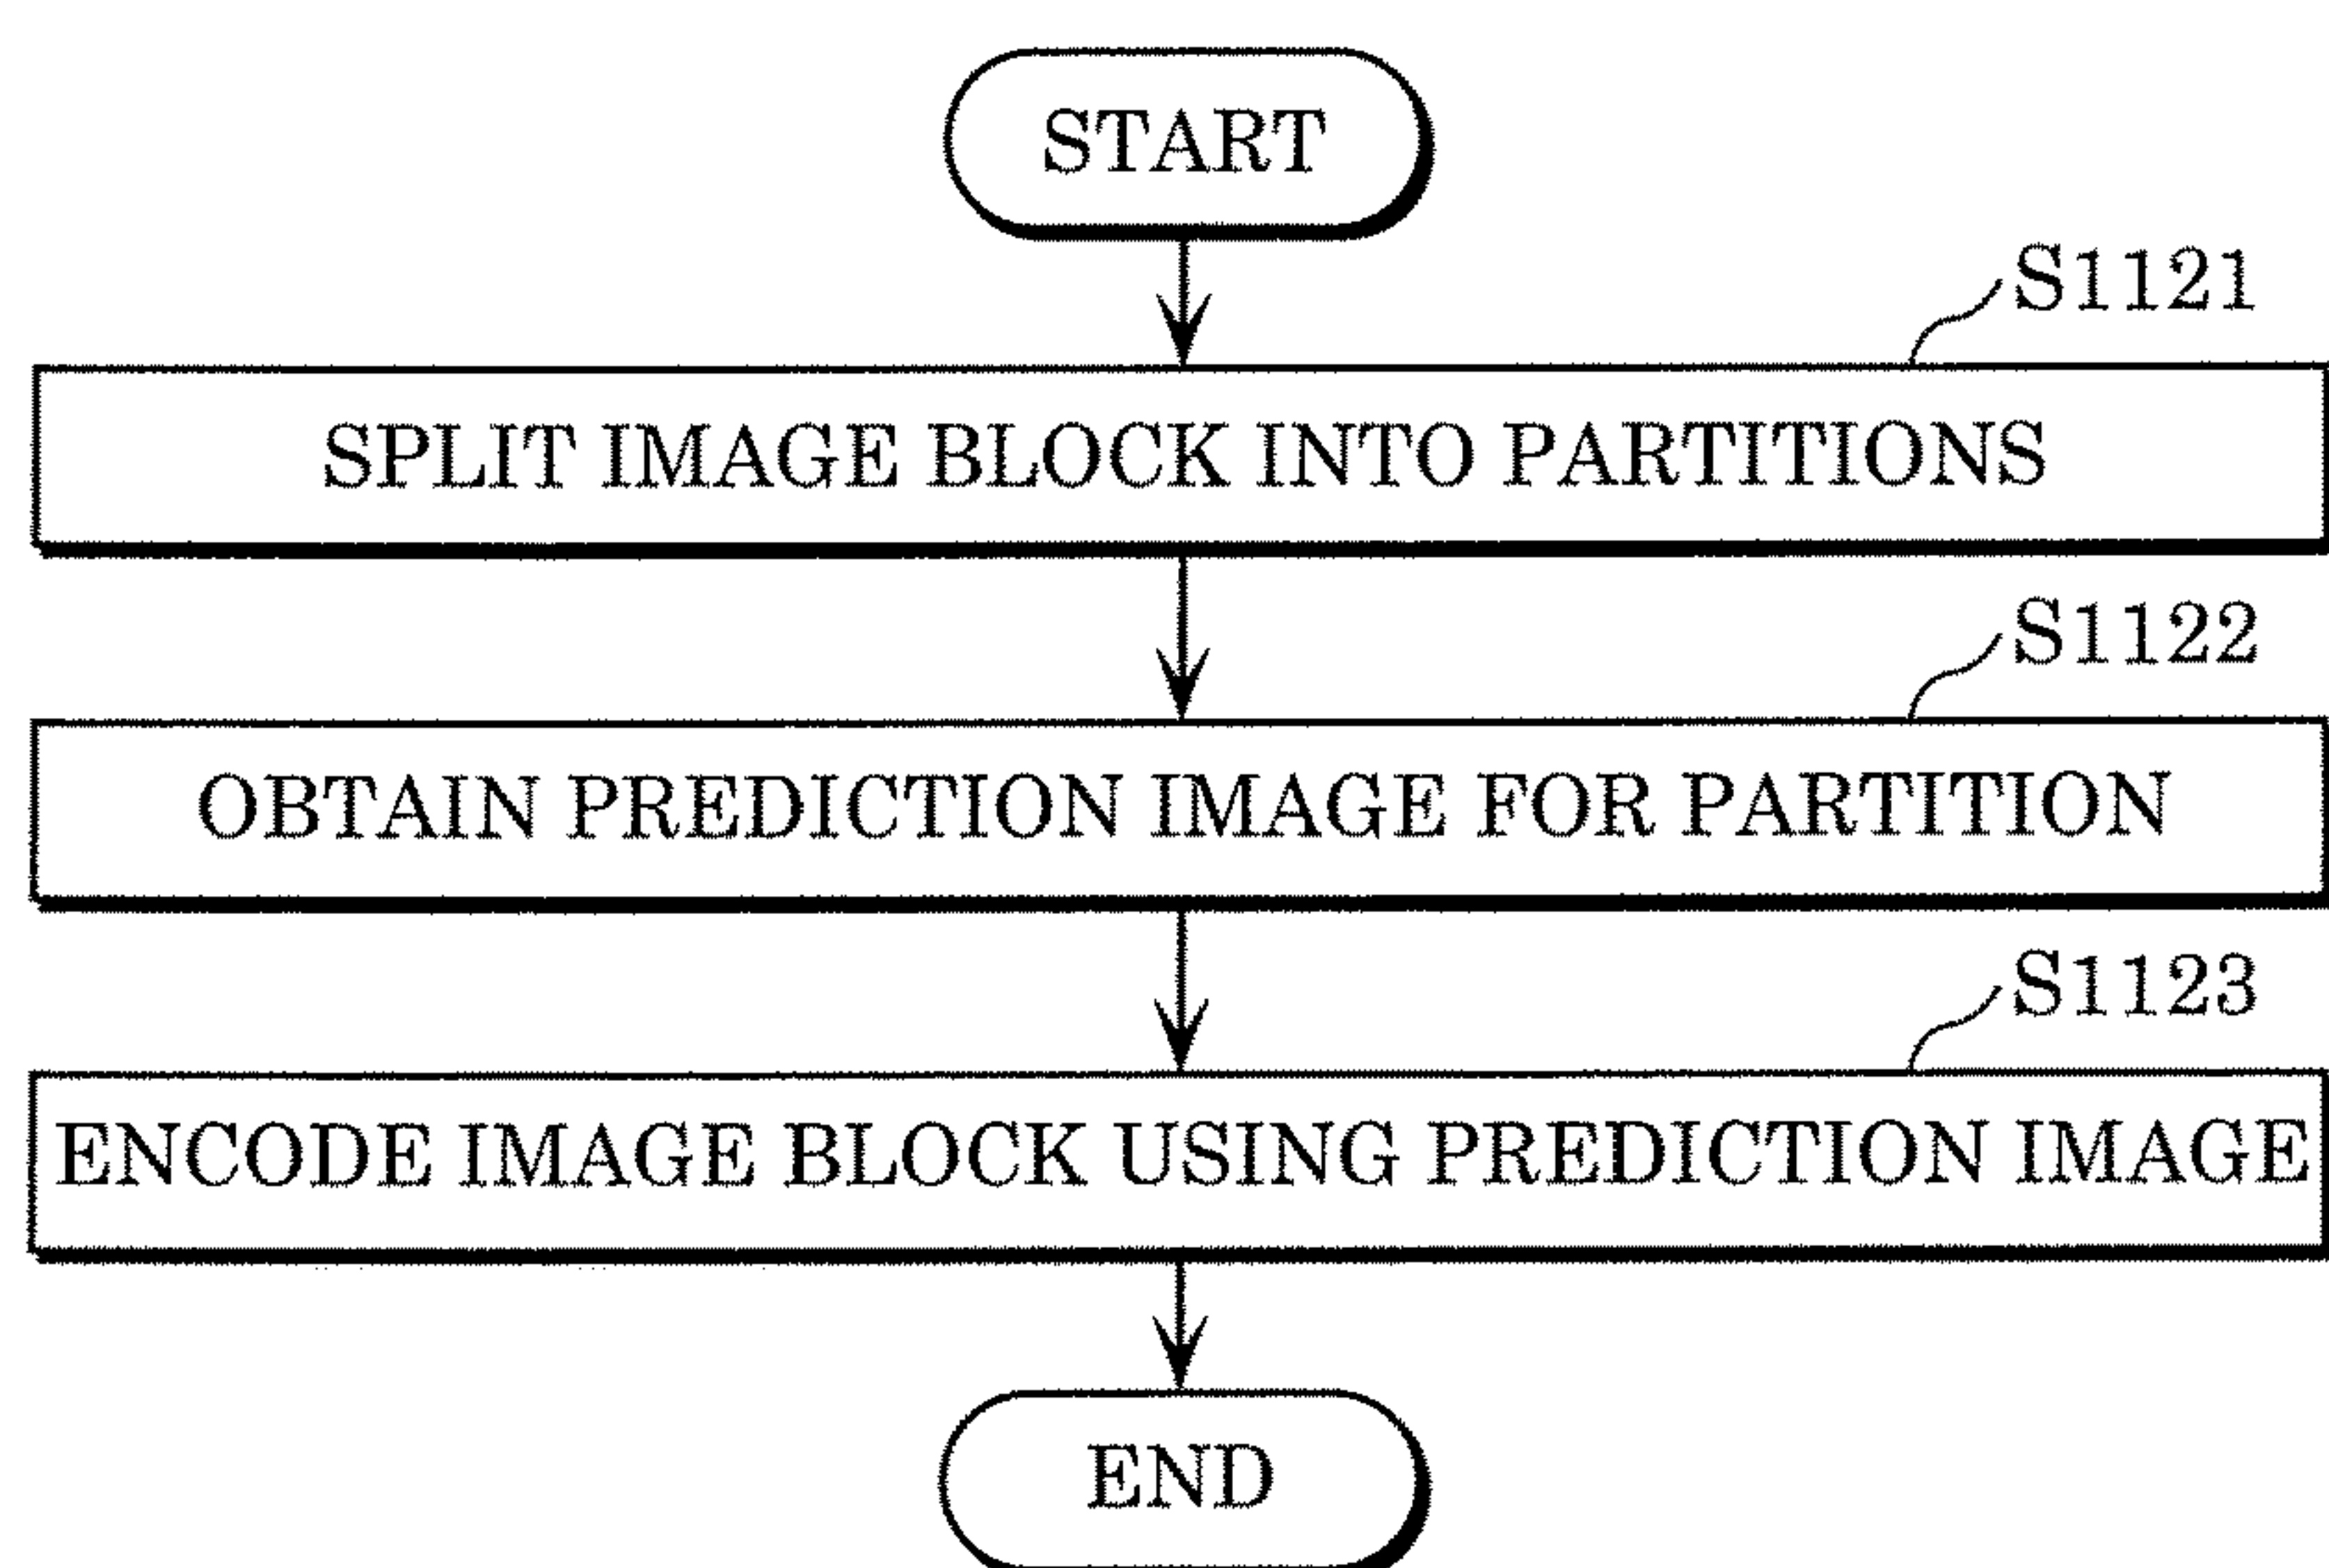 START
S1121
SPLIT IMAGE BLOCK INTO PARTITIONS
S1122
OBTAIN PREDICTION IMAGE FOR PARTITION
S1123
ENCODE IMAGE BLOCK USING PREDICTION IMAGE
END